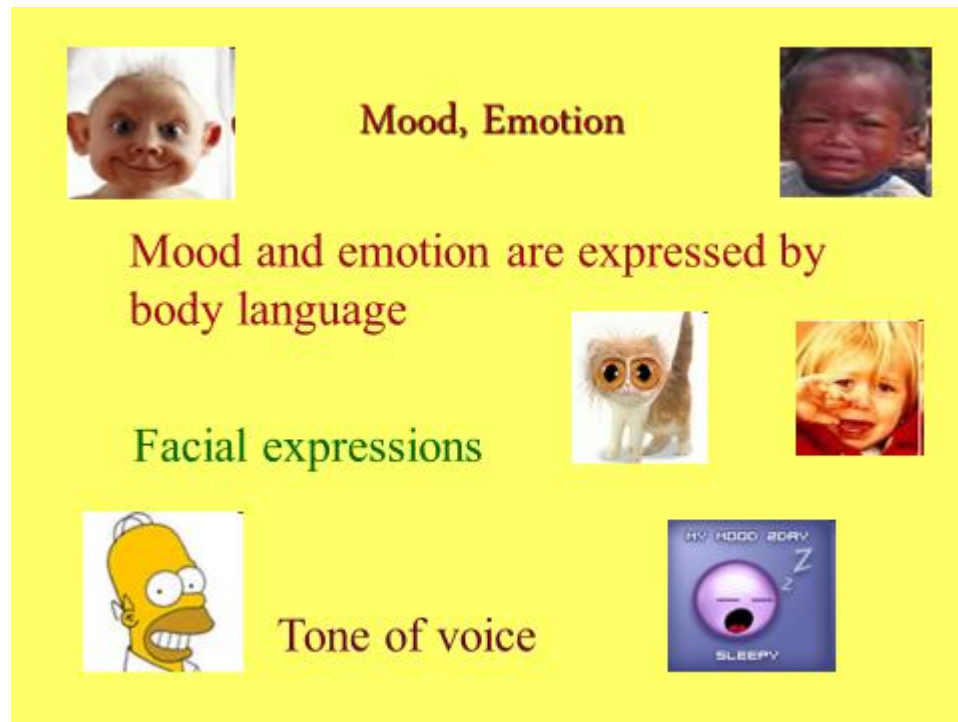 Mood, Emotion
Mood and emotion are expressed by
body language
Facial expressions
MY MOOD 2DAY
Z
z
SLEEPY
Tone of voice